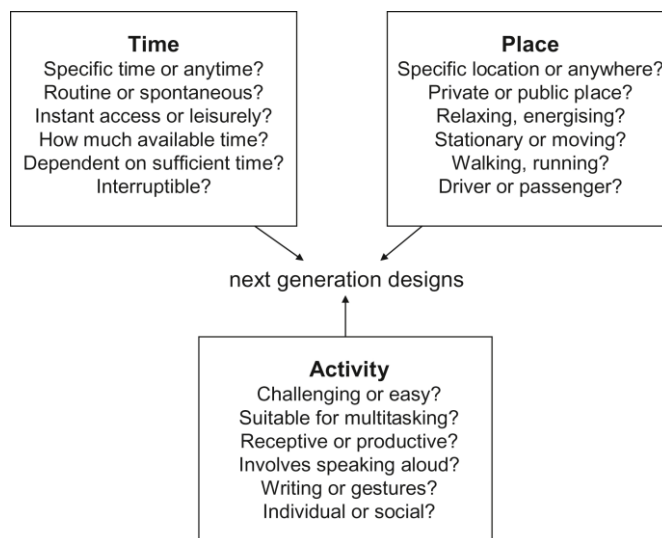 Time
Specific time or anytime?
Routine or spontaneous?
Instant access or leisurely?
How much available time?
Dependent on sufficient time?
Interruptible?
Place
Specific location or anywhere?
Private or public place?
Relaxing, energising?
Stationary or moving?
Walking, running?
Driver or passenger?
next generation designs
Activity
Challenging or easy?
Suitable for multitasking?
Receptive or productive?
Involves speaking aloud?
Writing or gestures?
Individual or social?